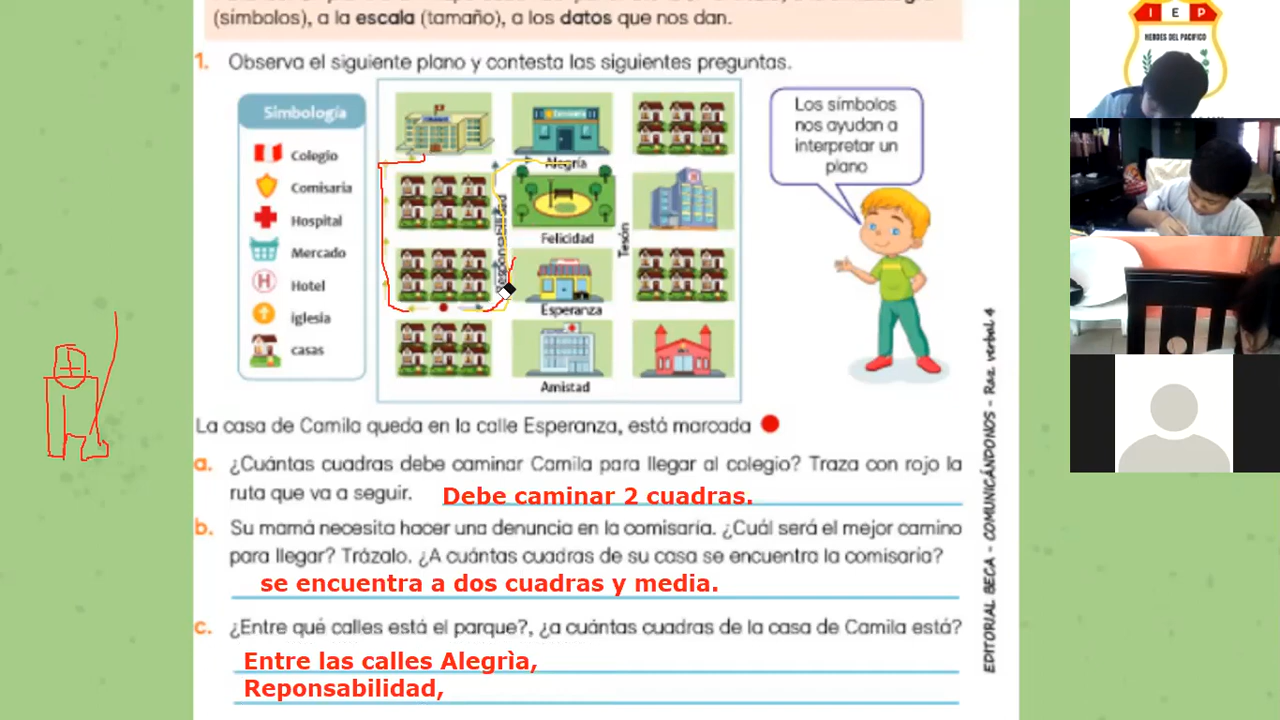 (símbolos), a la escala (tamaño), a los datos que nos dan.
1. Observa el siguiente plano y contesta las siguientes preguntas.
Simbología
Colegio
Comisaria
Hospital
Mercado
Hotel
iglesia
casas
Alegría
Responsabilidad
Felicidad
Tesón
Esperanza
Amistad
Los símbolos
nos ayudan a
interpretar un
plano
La casa de Camila queda en la calle Esperanza, está marcada
a. ¿Cuántas cuadras debe caminar Camila para llegar al colegio? Traza con rojo la
ruta que va a seguir. Debe caminar 2 cuadras.
b. Su mamá necesita hacer una denuncia en la comisaría. ¿Cuál será el mejor camino
para llegar? Trázalo. ¿A cuántas cuadras de su casa se encuentra la comisaría?
se encuentra a dos cuadras y media.
c. ¿Entre qué calles está el parque?, ¿a cuántas cuadras de la casa de Camila está?
Entre las calles Alegrìa,
Reponsabilidad,
EDITORIAL BECA - COMUNICÁNDONOS - Raz. verbal 4
I E P
HEROES DEL PACIFICO